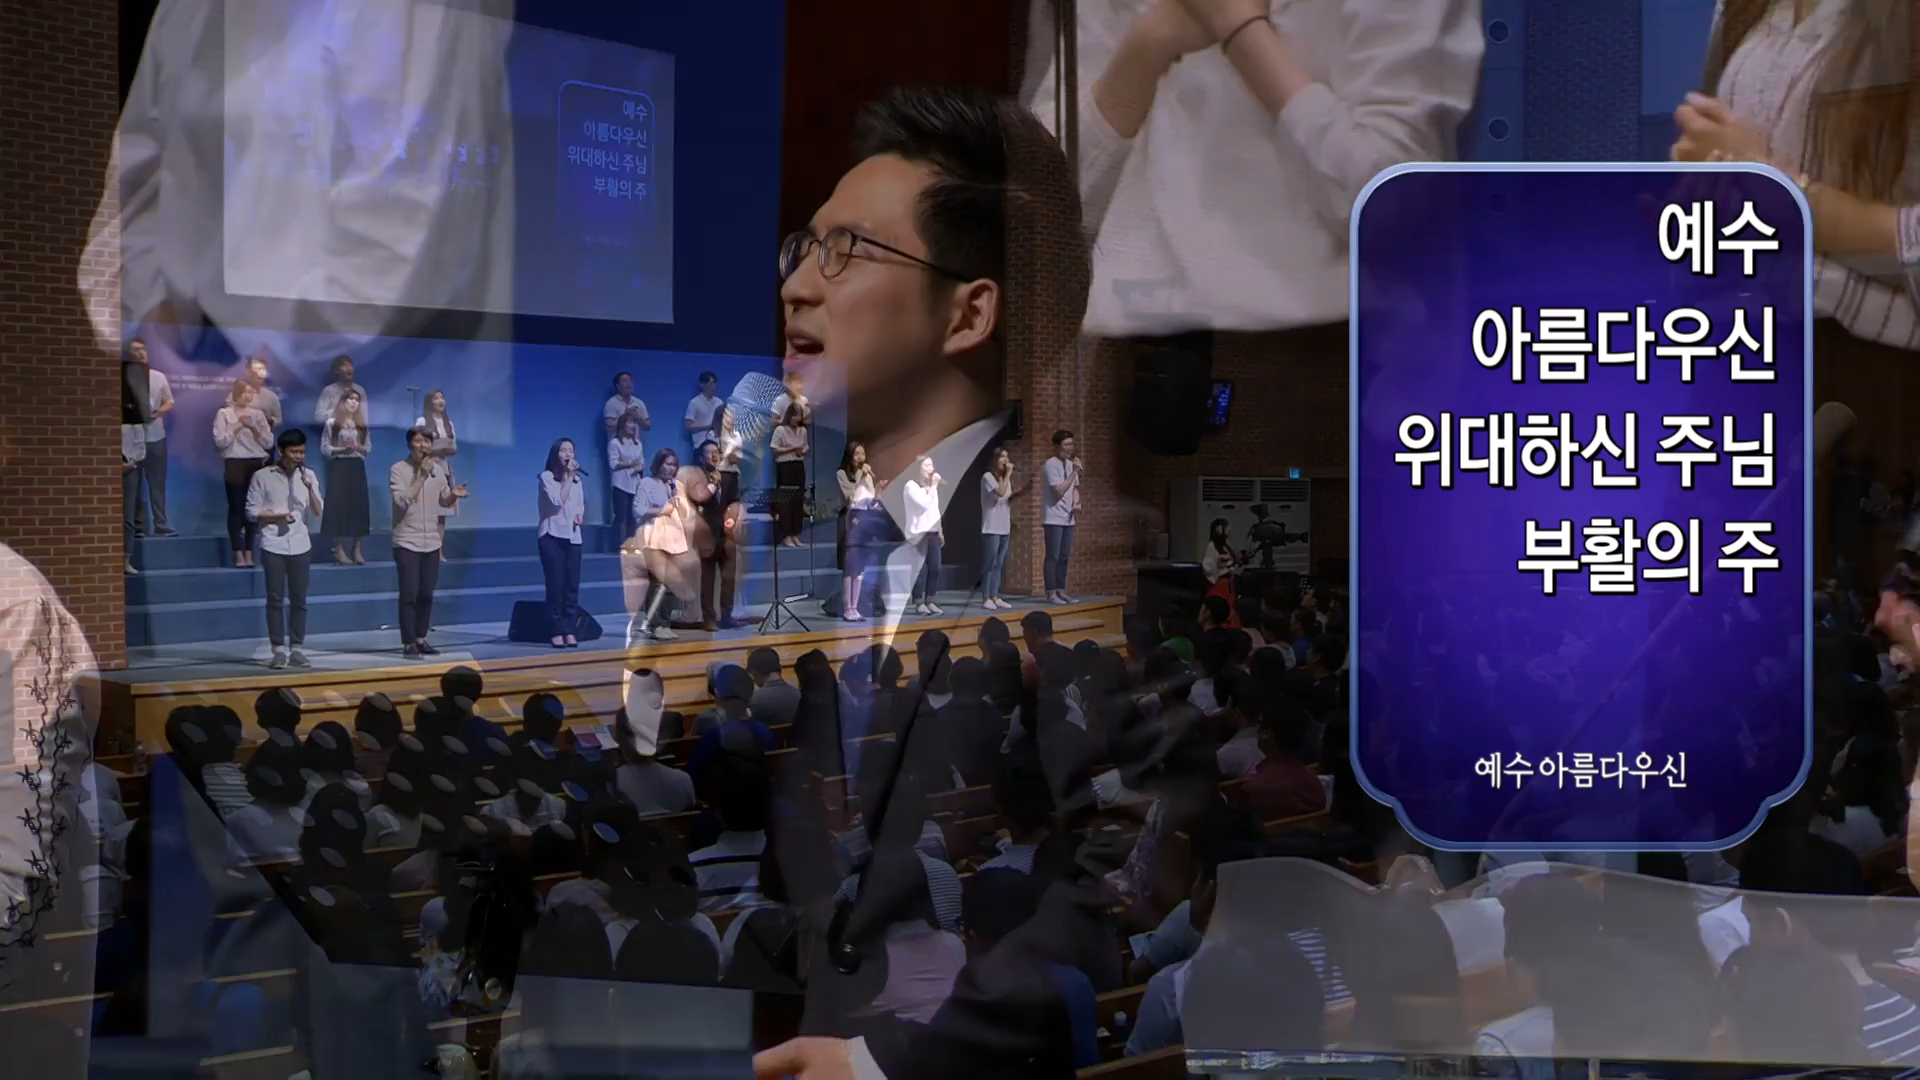 예수
아름다우신
위대하신 주님
부활의 주
예수
아름다우신
위대하신 주님
부활의 주
예수 아름다우신